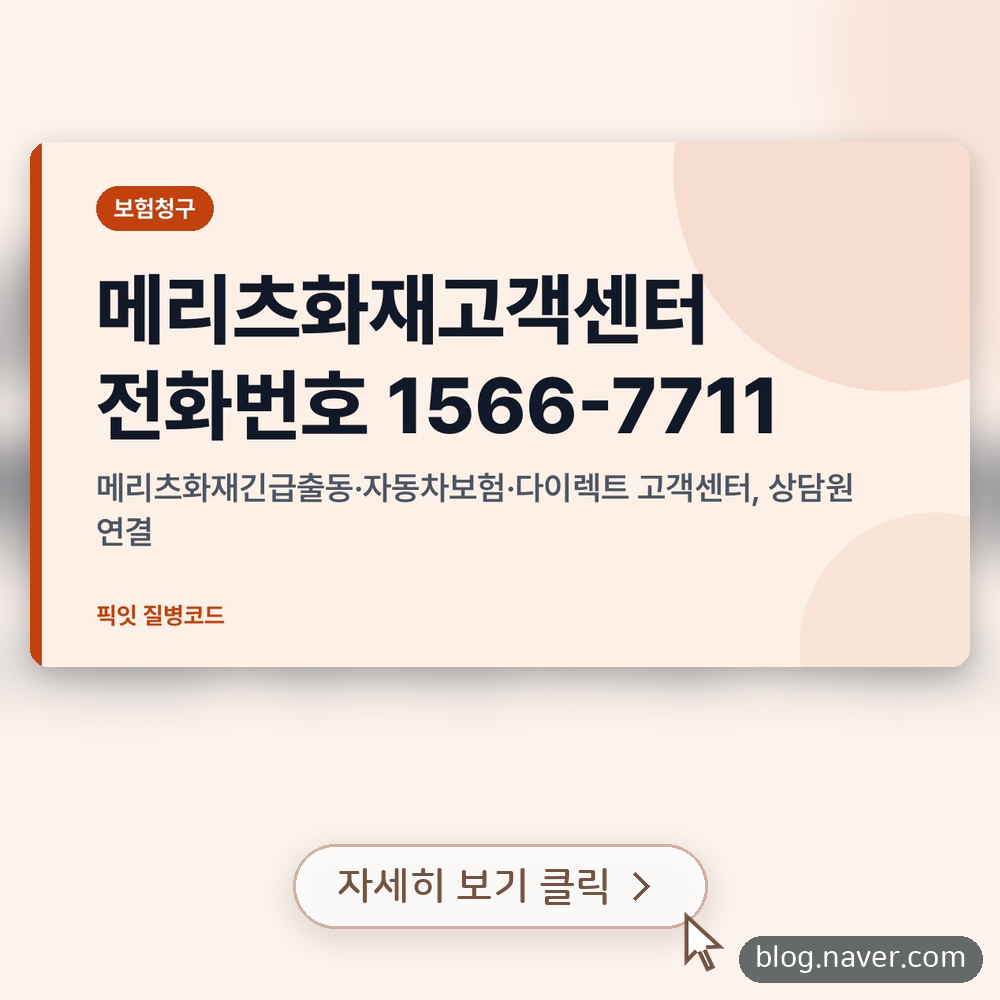 보험청구
메리츠화재고객센터
전화번호 1566-7711
메리츠화재긴급출동·자동차보험·다이렉트 고객센터, 상담원
연결
픽잇 질병코드
자세히 보기 클릭
blog.naver.com